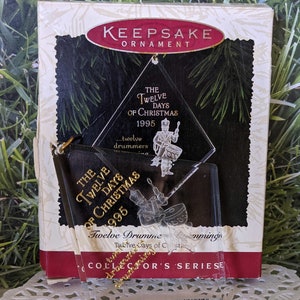 KEEPSAKE
ORNAMENT
THE
TWELVE
DAYS
OF CHRISTMAS
1995
...twelve
drummers
THE
TWELVE
DAYS
OF CHRISTMAS
1995
Twelve Drummers Drumming
Twelve Days of
COLLECTOR'S SERIES